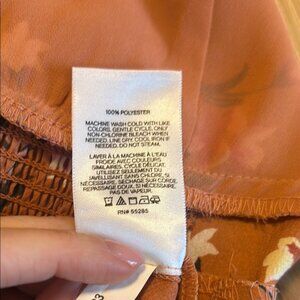 100% POLYESTER
MACHINE WASH COLD WITH LIKE
COLORS, GENTLE CYCLE. ONLY
NON-CHLORINE BLEACH WHEN
NEEDED. LINE DRY. COOL IRON IF
NEEDED. DO NOT STEAM.
LAVER À LA MACHINE À L'EAU
FROIDE AVEC COULEURS
SIMILAIRES, CYCLE DÉLICAT.
UTILISEZ SEULEMENT DU
JAVELLISANT SANS CHLORE, SI
NÉCESSAIRE. SÉCHAGE SUR CORDE.
REPASSAGE DOUX, SI NÉCESSAIRE.
PAS DE VAPEUR.
RN# 55285